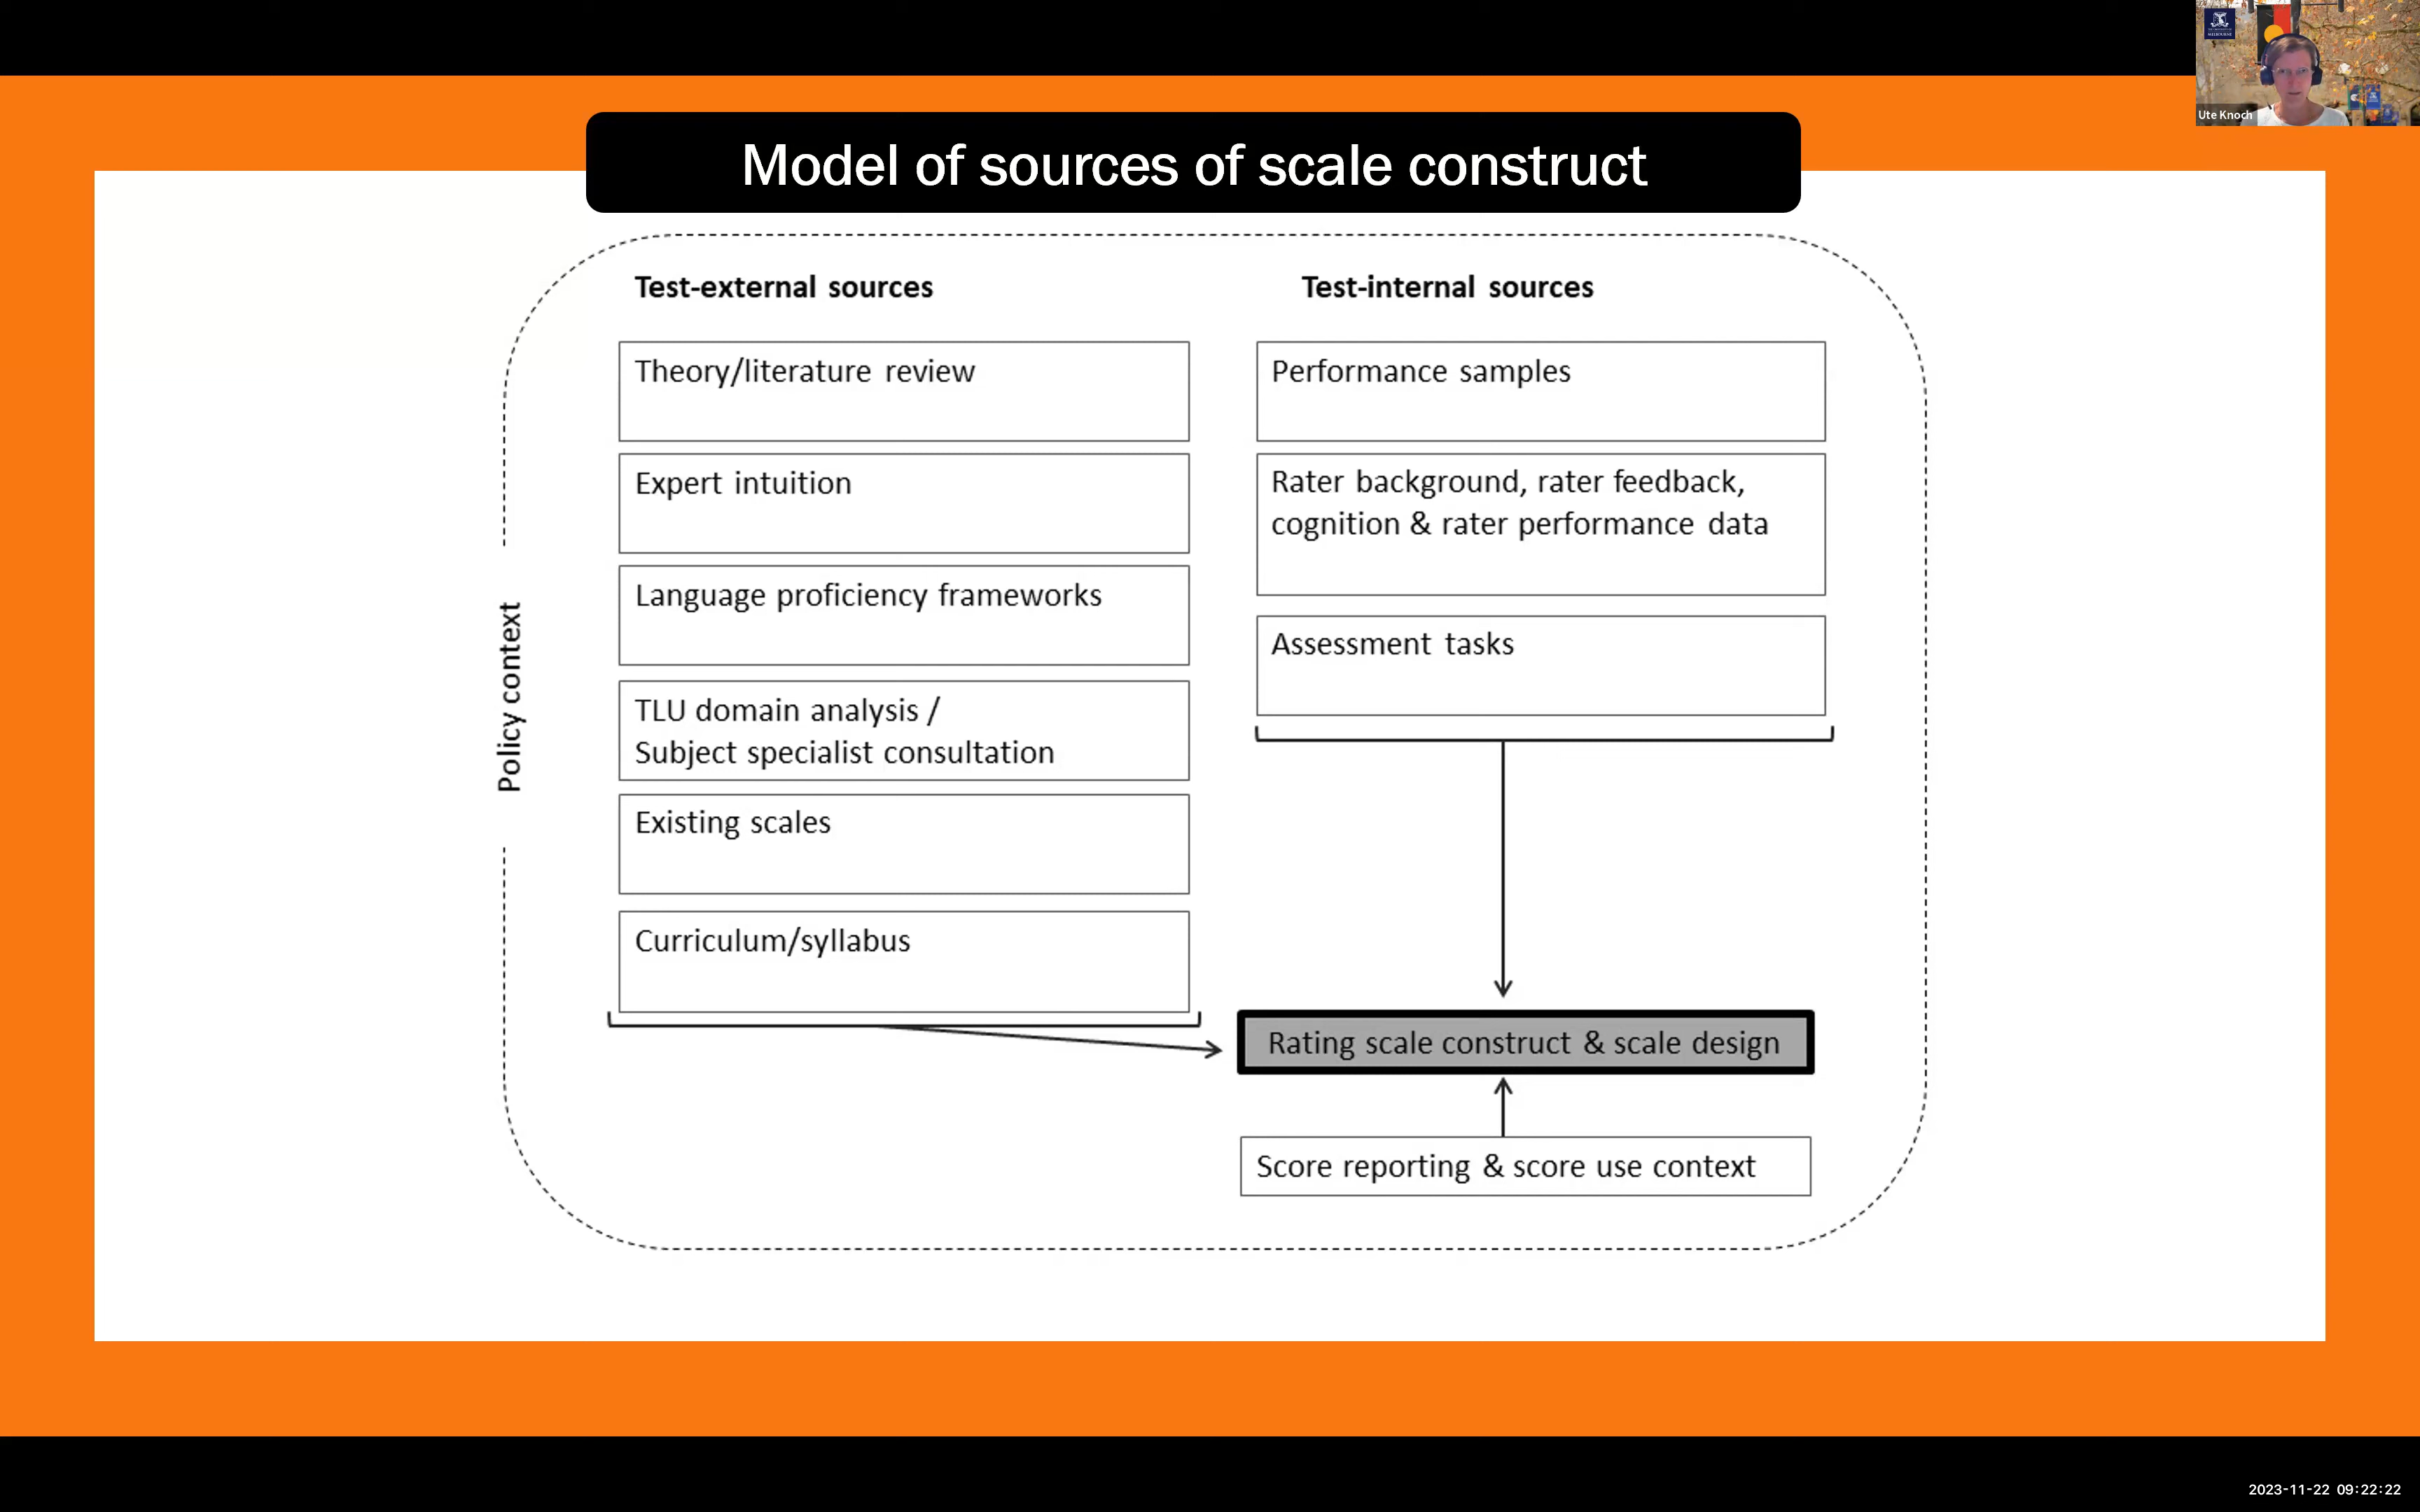 Ute Knoch
Model of sources of scale construct
Policy context
Test-external sources
Theory/literature review
Expert intuition
Language proficiency frameworks
TLU domain analysis /
Subject specialist consultation
Existing scales
Curriculum/syllabus
Test-internal sources
Performance samples
Rater background, rater feedback,
cognition & rater performance data
Assessment tasks
Rating scale construct & scale design
Score reporting & score use context
2023-11-22 09:22:22